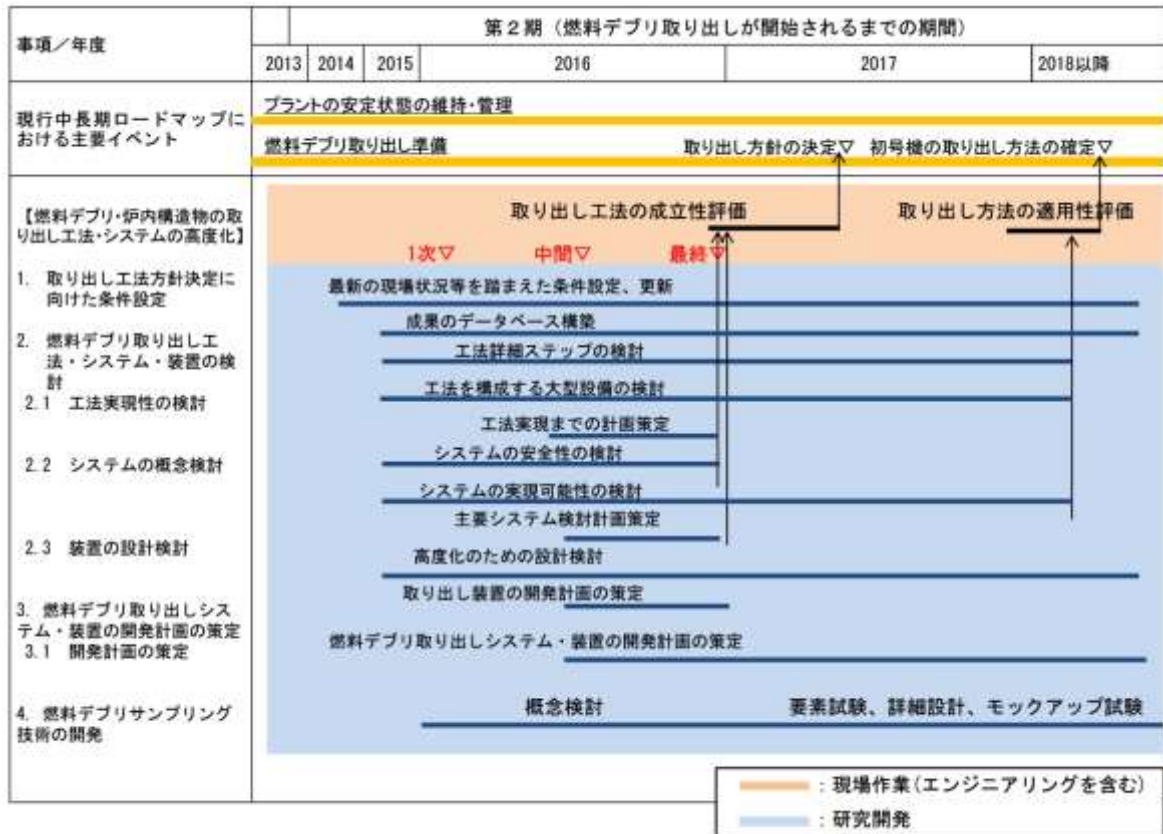 事項／年度
第２期（燃料デブリ取り出しが開始されるまでの期間）
2013
2014
2015
2016
2017
2018以降
現行中長期ロードマップに
おける主要イベント
プラントの安定状態の維持・管理
燃料デブリ取り出し準備
取り出し方針の決定▽
初号機の取り出し方法の確定▽
【燃料デブリ・炉内構造物の取
り出し工法・システムの高度化】
取り出し工法の成立性評価
取り出し方法の適用性評価
1次▽
中間▽
最終▽
1. 取り出し工法方針決定に
向けた条件設定
最新の現場状況等を踏まえた条件設定、更新
成果のデータベース構築
2. 燃料デブリ取り出し工
法・システム・装置の検
討
工法詳細ステップの検討
2.1 工法実現性の検討
工法を構成する大型設備の検討
工法実現までの計画策定
2.2 システムの概念検討
システムの安全性の検討
システムの実現可能性の検討
主要システム検討計画策定
2.3 装置の設計検討
高度化のための設計検討
取り出し装置の開発計画の策定
3. 燃料デブリ取り出しシス
テム・装置の開発計画の策定
3.1 開発計画の策定
燃料デブリ取り出しシステム・装置の開発計画の策定
4. 燃料デブリサンプリング
技術の開発
概念検討
要素試験、詳細設計、モックアップ試験
：現場作業(エンジニアリングを含む)
：研究開発